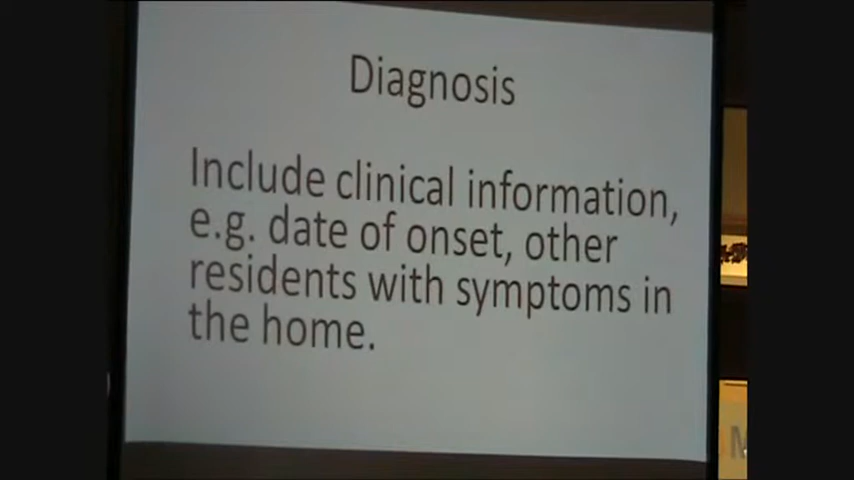 Diagnosis
Include clinical information,
e.g. date of onset, other
residents with symptoms in
the home.